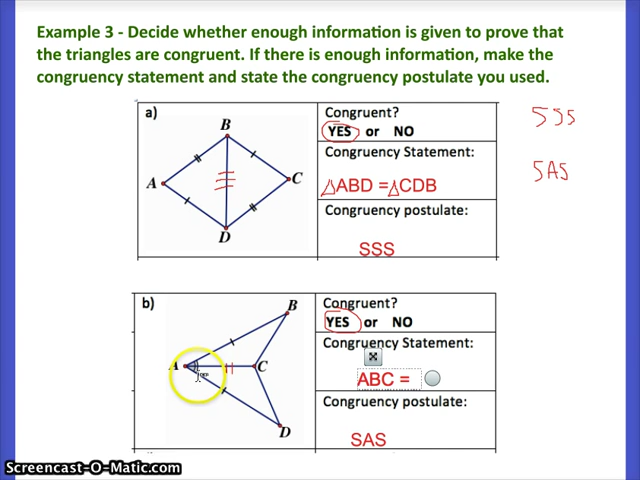 Example 3 - Decide whether enough information is given to prove that
the triangles are congruent. If there is enough information, make the
congruency statement and state the congruency postulate you used.
a)
B
A
C
D
Congruent?
YES or NO
Congruency Statement:
△ABD =△CDB
Congruency postulate:
SSS
SSS
SAS
b)
B
A
C
D
Congruent?
YES or NO
Congruency Statement:
ABC =
Congruency postulate:
SAS
Screencast-O-Matic.com